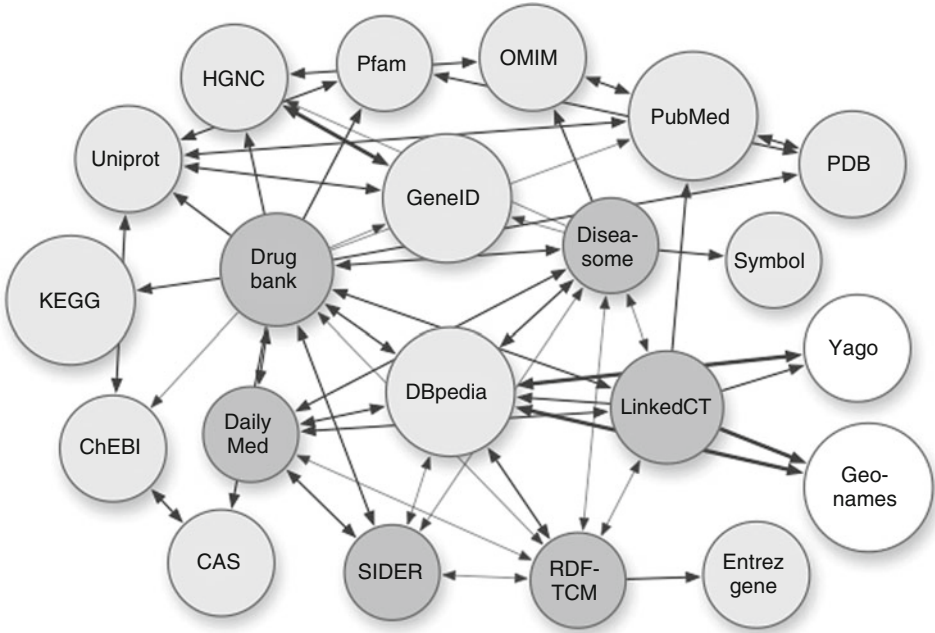 HGNC
Pfam
OMIM
PubMed
Uniprot
GeneID
PDB
Drug
bank
Disea-
some
Symbol
KEGG
Yago
DBpedia
LinkedCT
Daily
Med
ChEBI
Geo-
names
CAS
SIDER
RDF-
TCM
Entrez
gene